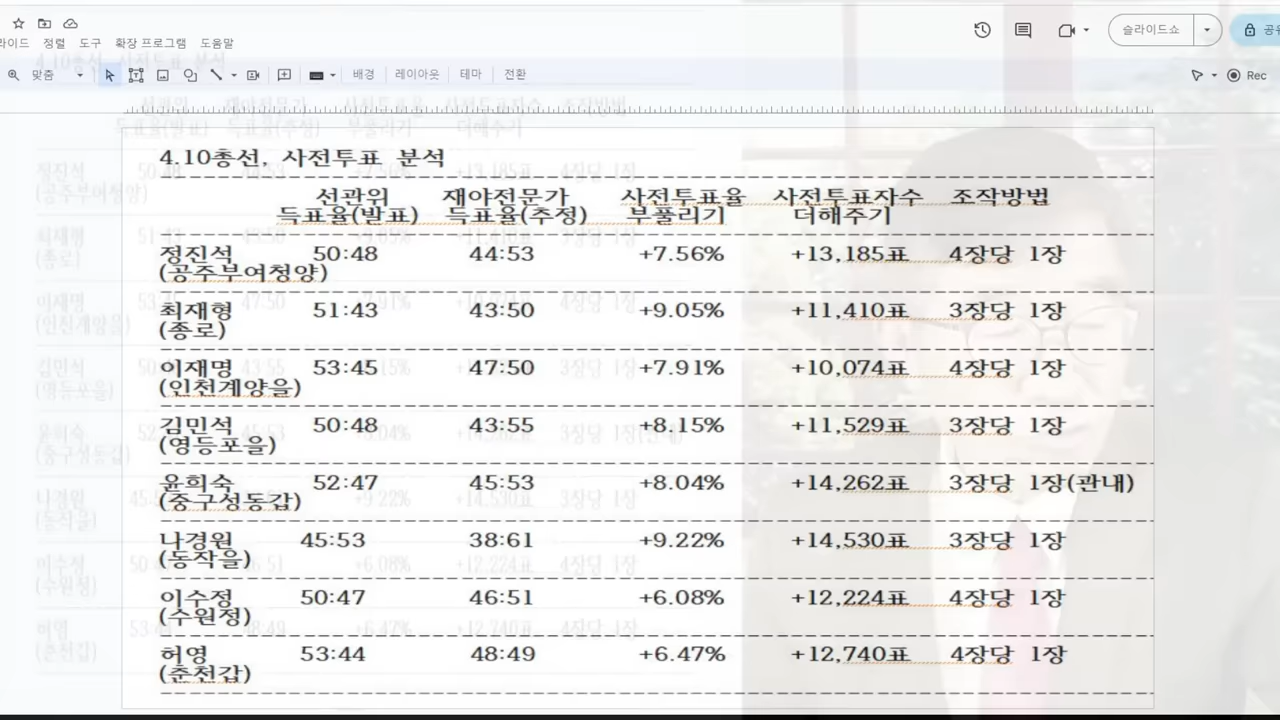 라이드 정렬 도구 확장 프로그램 도움말
슬라이드쇼
맞춤 배경 레이아웃 테마 전환 Rec
4.10총선, 사전투표 분석
선관위 재야전문가 사전투표율 사전투표자수 조작방법
득표율(발표) 득표율(추정) 부풀리기 더해주기
정진석 50:48 44:53 +7.56% +13,185표 4장당 1장
(공주부여청양)
최재형 51:43 43:50 +9.05% +11,410표 3장당 1장
(종로)
이재명 53:45 47:50 +7.91% +10,074표 4장당 1장
(인천계양을)
김민석 50:48 43:55 +8.15% +11,529표 3장당 1장
(영등포을)
윤희숙 52:47 45:53 +8.04% +14,262표 3장당 1장(관내)
(중구성동갑)
나경원 45:53 38:61 +9.22% +14,530표 3장당 1장
(동작을)
이수정 50:47 46:51 +6.08% +12,224표 4장당 1장
(수원정)
허영 53:44 48:49 +6.47% +12,740표 4장당 1장
(춘천갑)